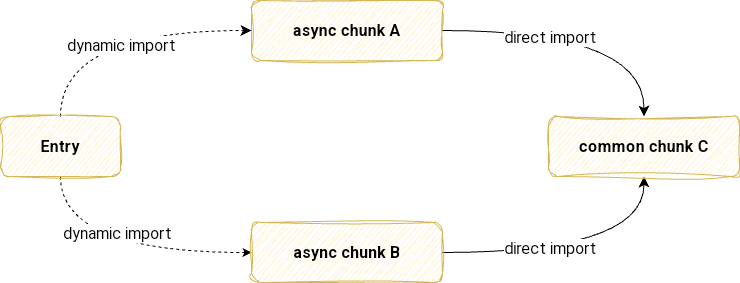 async chunk A
dynamic import
direct import
Entry
common chunk C
dynamic import
async chunk B
direct import